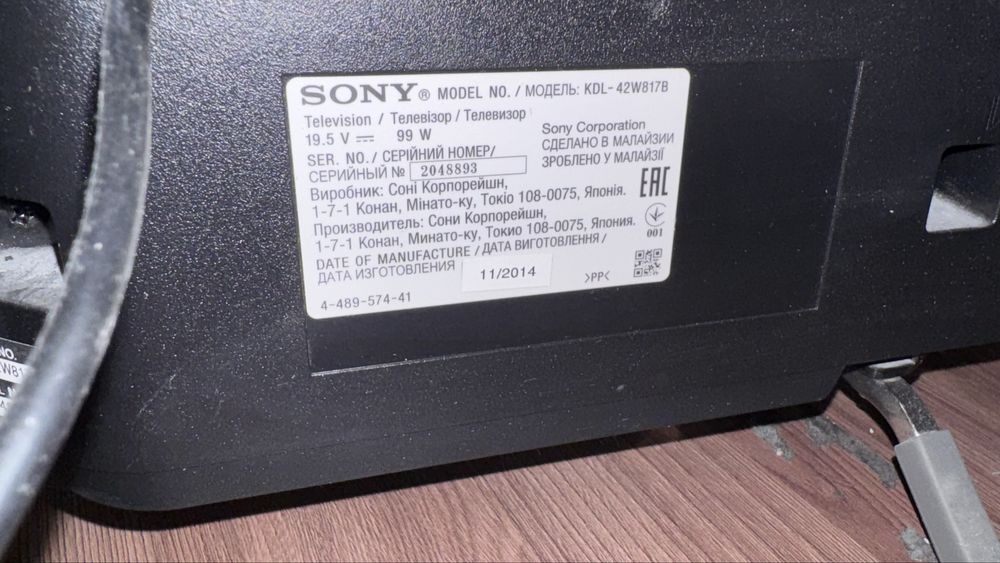 SONY® MODEL NO. / МОДЕЛЬ: KDL-42W817B
Television / Телевізор / Телевизор
19.5 V ⎓ 99 W
Sony Corporation
СДЕЛАНО В МАЛАЙЗИИ
ЗРОБЛЕНО У МАЛАЙЗІЇ
SER. NO. / СЕРІЙНИЙ НОМЕР/
СЕРИЙНЫЙ № 2048893
Виробник: Соні Корпорейшн,
1-7-1 Конан, Мінато-ку, Токіо 108-0075, Японія.
Производитель: Сони Корпорейшн,
1-7-1 Конан, Минато-ку, Токио 108-0075, Япония.
EAC
001
DATE OF MANUFACTURE / ДАТА ВИГОТОВЛЕННЯ /
ДАТА ИЗГОТОВЛЕНИЯ 11/2014
>PP<
4-489-574-41
NO.